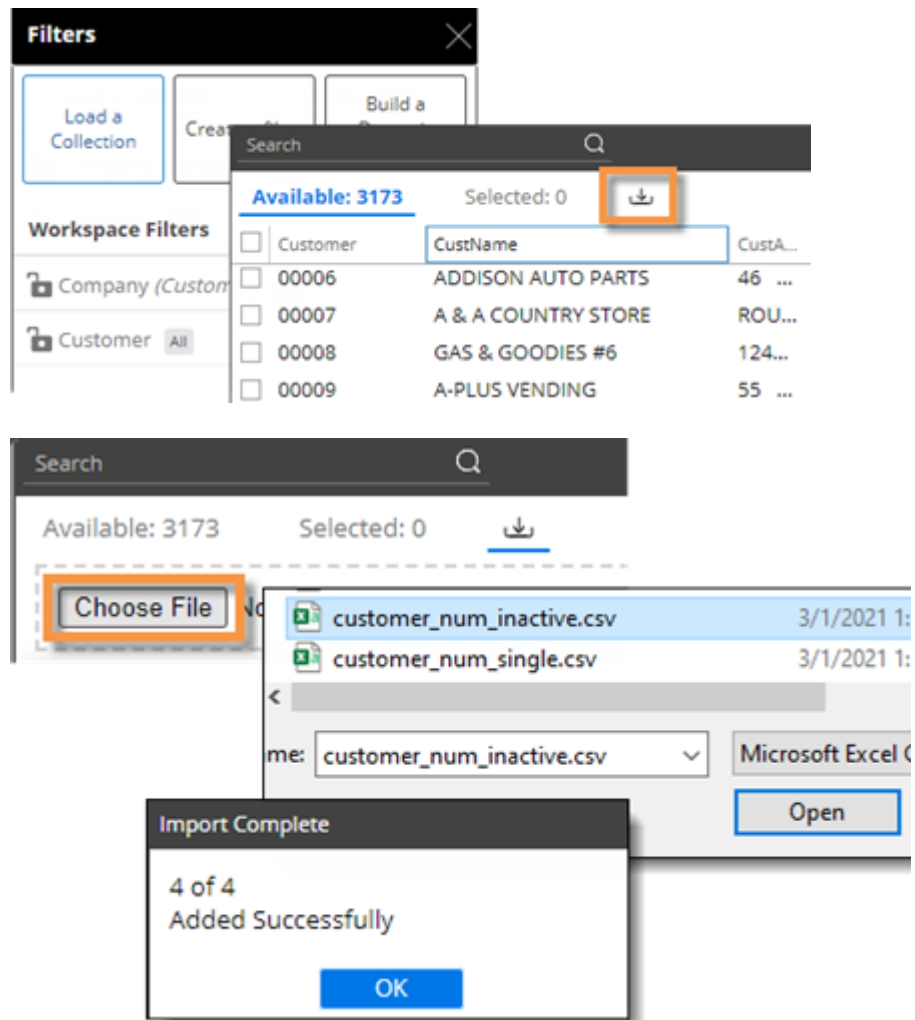 Filters
Load a
Collection
Build a
Search
Available: 3173 Selected: 0
Workspace Filters
Customer CustName CustA...
Company
00006 ADDISON AUTO PARTS 46 ...
00007 A & A COUNTRY STORE ROU...
Customer All
00008 GAS & GOODIES #6 124...
00009 A-PLUS VENDING 55 ...
Search
Available: 3173 Selected: 0
Choose File
customer_num_inactive.csv 3/1/2021 1:
customer_num_single.csv 3/1/2021 1:
me: customer_num_inactive.csv Microsoft Excel C
Open
Import Complete
4 of 4
Added Successfully
OK